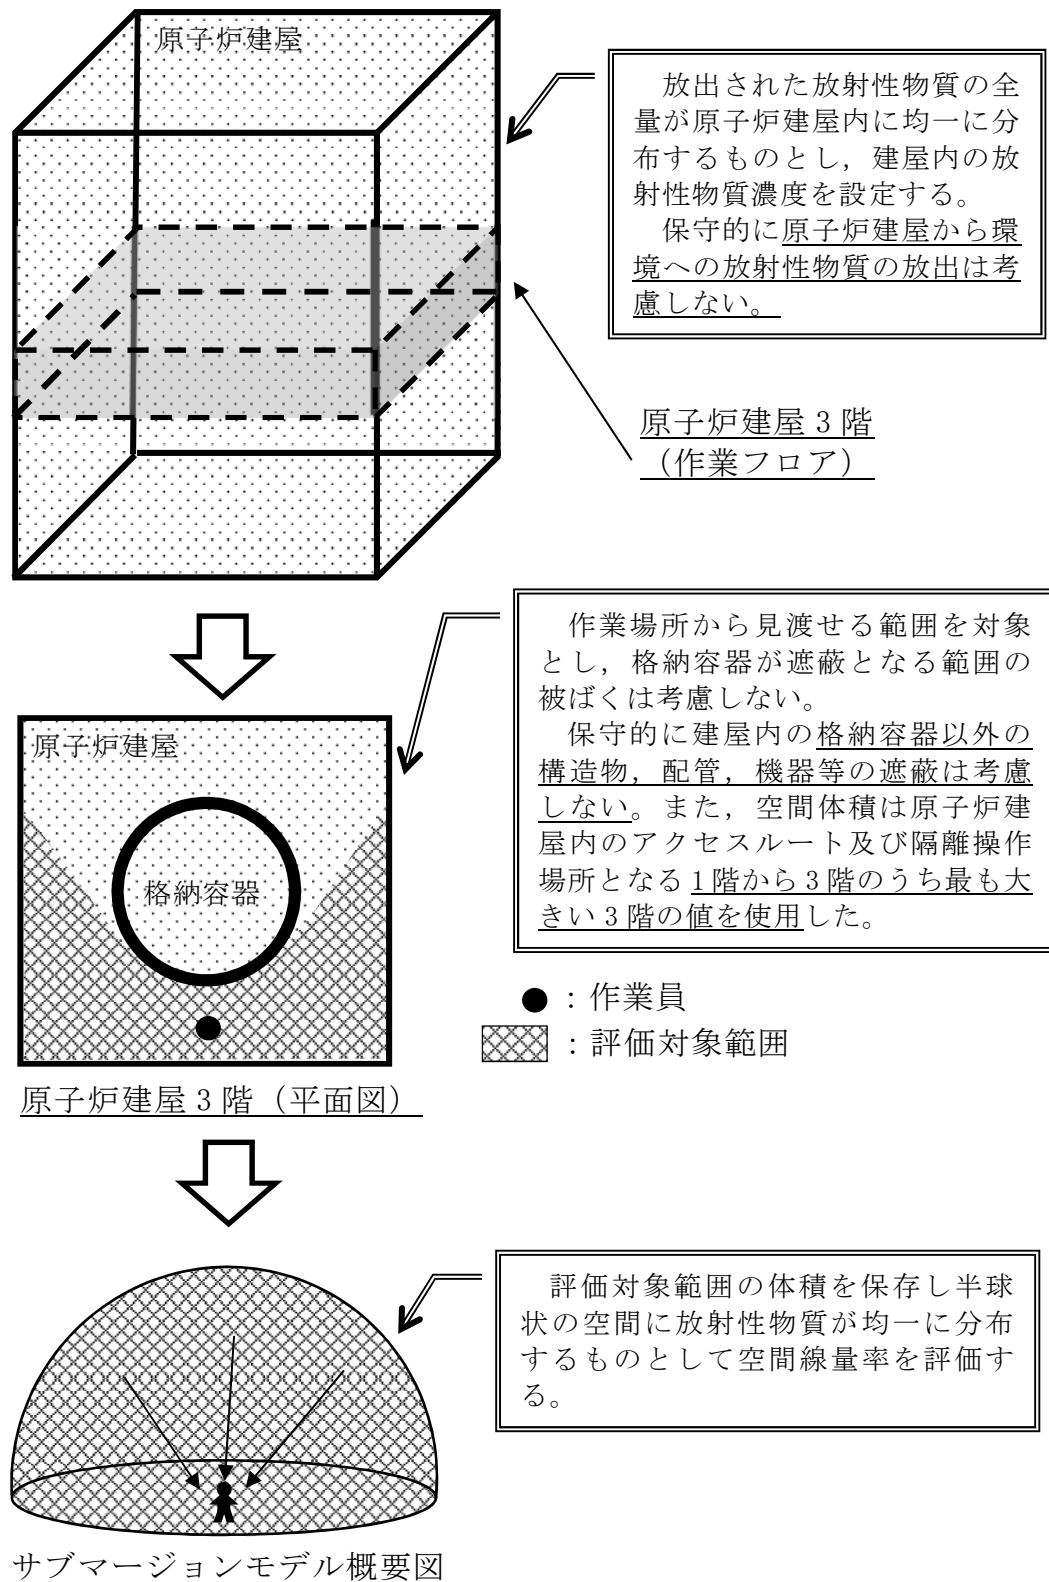 原子炉建屋
放出された放射性物質の全
量が原子炉建屋内に均一に分
布するものとし，建屋内の放
射性物質濃度を設定する。
保守的に原子炉建屋から環
境への放射性物質の放出は考
慮しない。
原子炉建屋３階
（作業フロア）
作業場所から見渡せる範囲を対象
とし，格納容器が遮蔽となる範囲の
被ばくは考慮しない。
保守的に建屋内の格納容器以外の
構造物，配管，機器等の遮蔽は考慮
しない。また，空間体積は原子炉建
屋内のアクセスルート及び隔離操作
場所となる１階から３階のうち最も大
きい３階の値を使用した。
原子炉建屋
格納容器
●：作業員
：評価対象範囲
原子炉建屋３階（平面図）
評価対象範囲の体積を保存し半球
状の空間に放射性物質が均一に分布
するものとして空間線量率を評価す
る。
サブマージョンモデル概要図